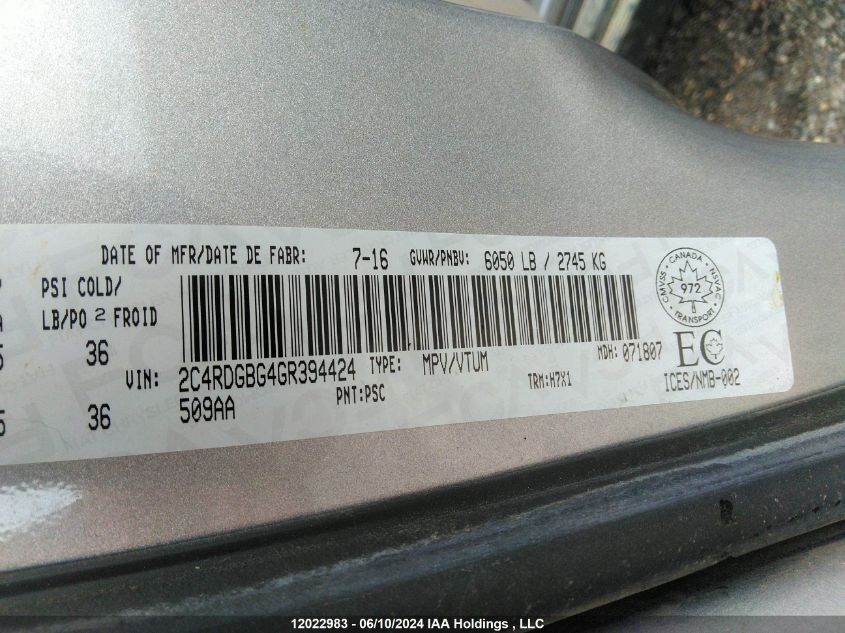 DATE OF MFR/DATE DE FABR: 7-16 GVWR/PNBV: 6050 LB / 2745 KG
PSI COLD/
LB/PO 2 FROID
36
36
VIN: 2C4RDGBG4GR394424 TYPE: MPV/VTUM MDH: 071807
509AA PNT:PSC TRM:H7X1
CMVSS CANADA NSVAC
972
TRANSPORT
EC
ICES/NMB-002
12022983 - 06/10/2024 IAA Holdings , LLC